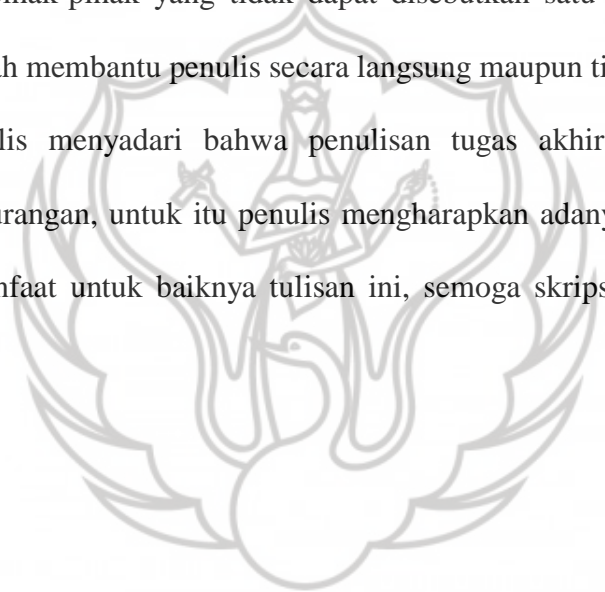 pihak-pihak yang tidak dapat disebutkan satu
ah membantu penulis secara langsung maupun ti
lis menyadari bahwa penulisan tugas akhir
urangan, untuk itu penulis mengharapkan adany
nfaat untuk baiknya tulisan ini, semoga skrips